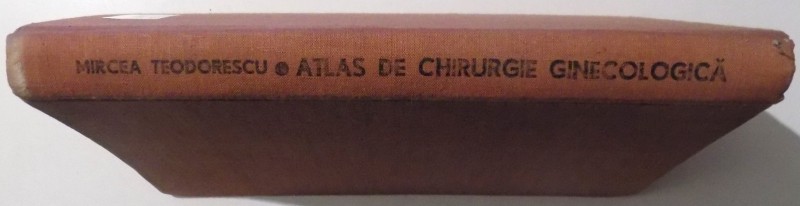 MIRCEA TEODORESCU • ATLAS DE CHIRURGIE GINECOLOGICĂ